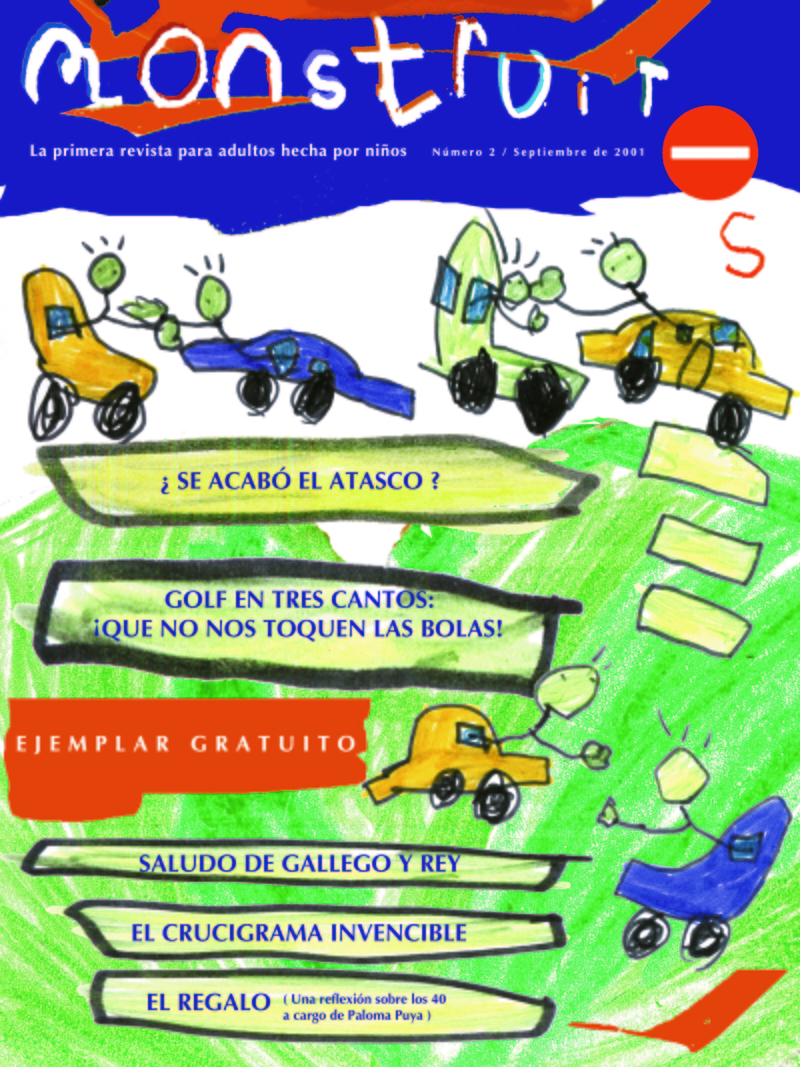 monstruir
La primera revista para adultos hecha por niños
Número 2 / Septiembre de 2001
S
¿ SE ACABÓ EL ATASCO ?
GOLF EN TRES CANTOS:
¡QUE NO NOS TOQUEN LAS BOLAS!
EJEMPLAR GRATUITO
SALUDO DE GALLEGO Y REY
EL CRUCIGRAMA INVENCIBLE
EL REGALO ( Una reflexión sobre los 40
a cargo de Paloma Puya )